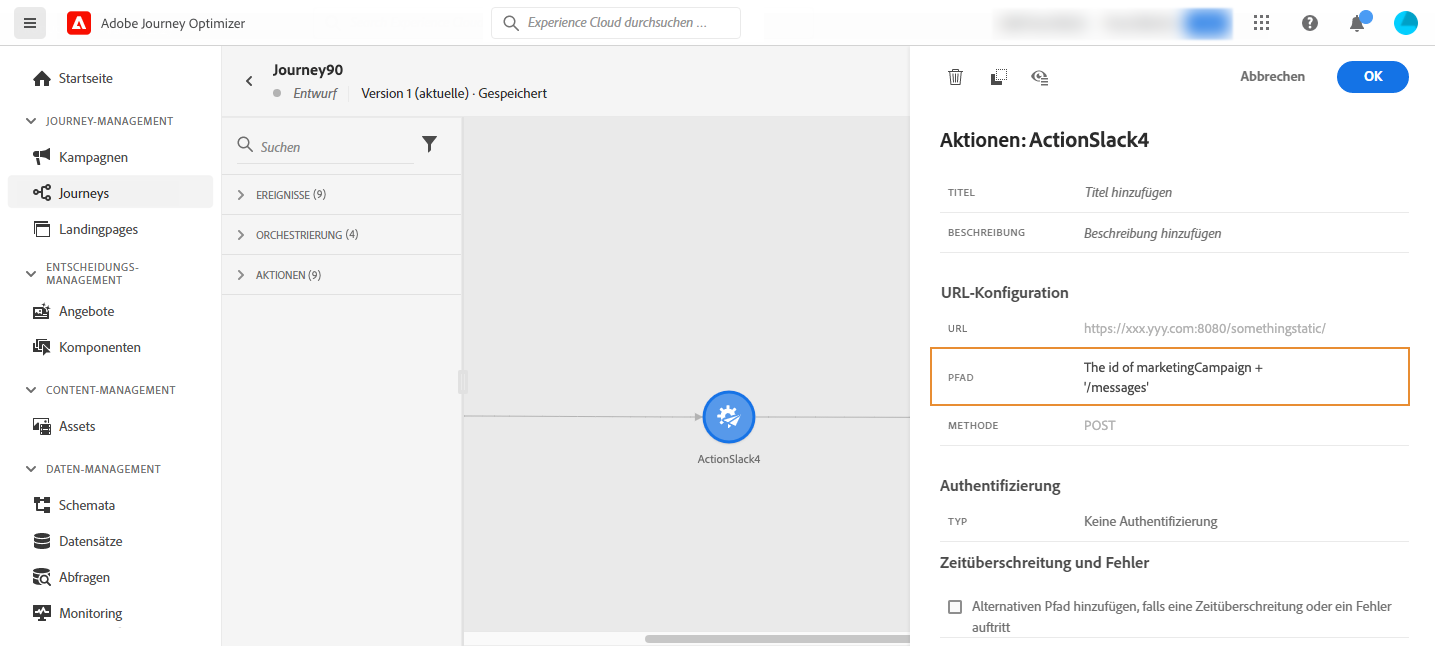 Adobe Journey Optimizer
Experience Cloud durchsuchen ...
Startseite
JOURNEY-MANAGEMENT
Kampagnen
Journeys
Landingpages
ENTSCHEIDUNGS-
MANAGEMENT
Angebote
Komponenten
CONTENT-MANAGEMENT
Assets
DATEN-MANAGEMENT
Schemata
Datensätze
Abfragen
Monitoring
Journey90
Entwurf
Version 1 (aktuelle) · Gespeichert
Suchen
EREIGNISSE (9)
ORCHESTRIERUNG (4)
AKTIONEN (9)
ActionSlack4
Abbrechen
OK
Aktionen: ActionSlack4
TITEL Titel hinzufügen
BESCHREIBUNG Beschreibung hinzufügen
URL-Konfiguration
URL https://xxx.yyy.com:8080/somethingstatic/
PFAD The id of marketingCampaign +
'/messages'
METHODE POST
Authentifizierung
TYP Keine Authentifizierung
Zeitüberschreitung und Fehler
Alternativen Pfad hinzufügen, falls eine Zeitüberschreitung oder ein Fehler
auftritt